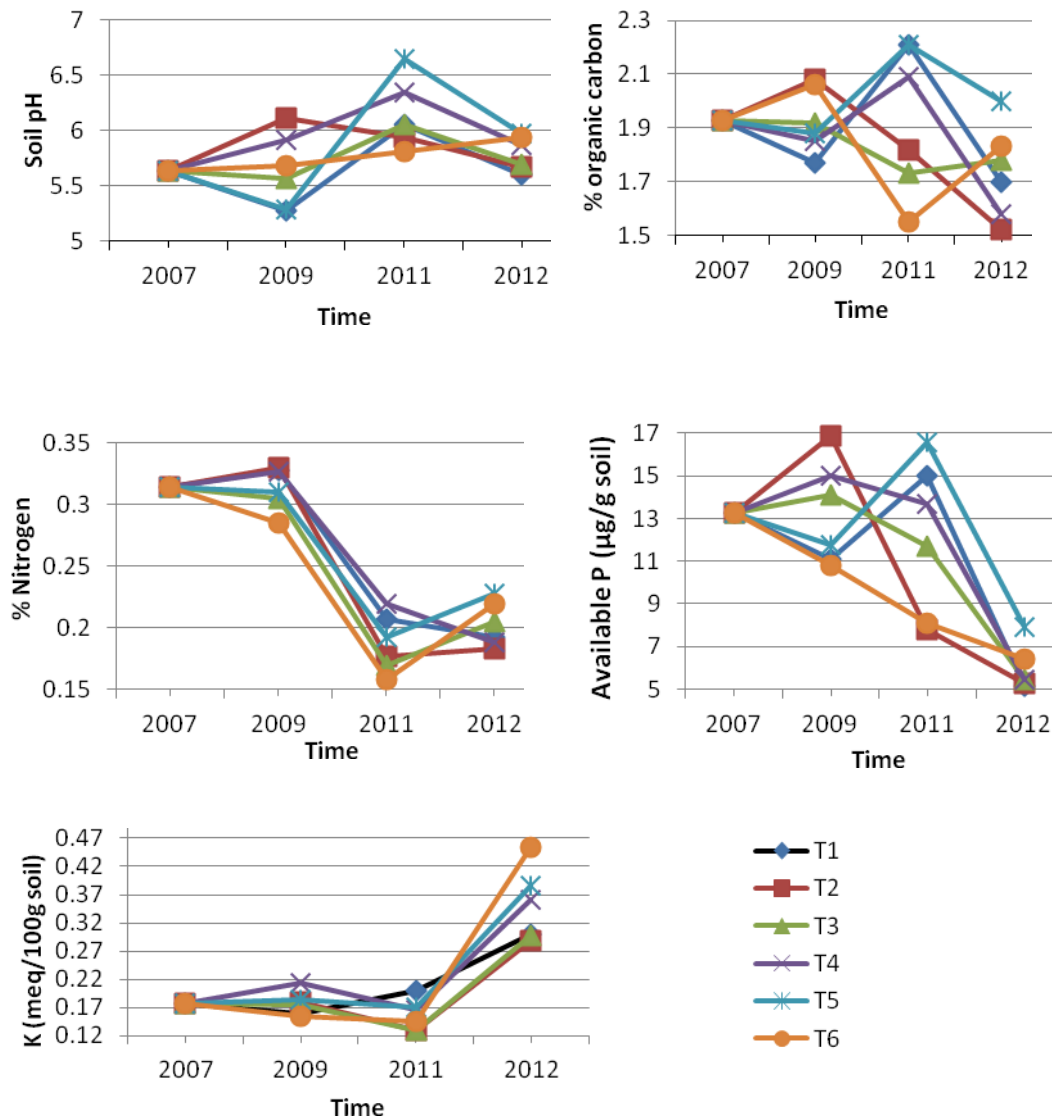 Soil pH
7
6.5
6
5.5
5
2007 2009 2011 2012
Time
% organic carbon
2.3
2.1
1.9
1.7
1.5
2007 2009 2011 2012
Time
% Nitrogen
0.35
0.3
0.25
0.2
0.15
2007 2009 2011 2012
Time
Available P (µg/g soil)
17
15
13
11
9
7
5
2007 2009 2011 2012
Time
K (meq/100g soil)
0.47
0.42
0.37
0.32
0.27
0.22
0.17
0.12
2007 2009 2011 2012
Time
T1
T2
T3
T4
T5
T6